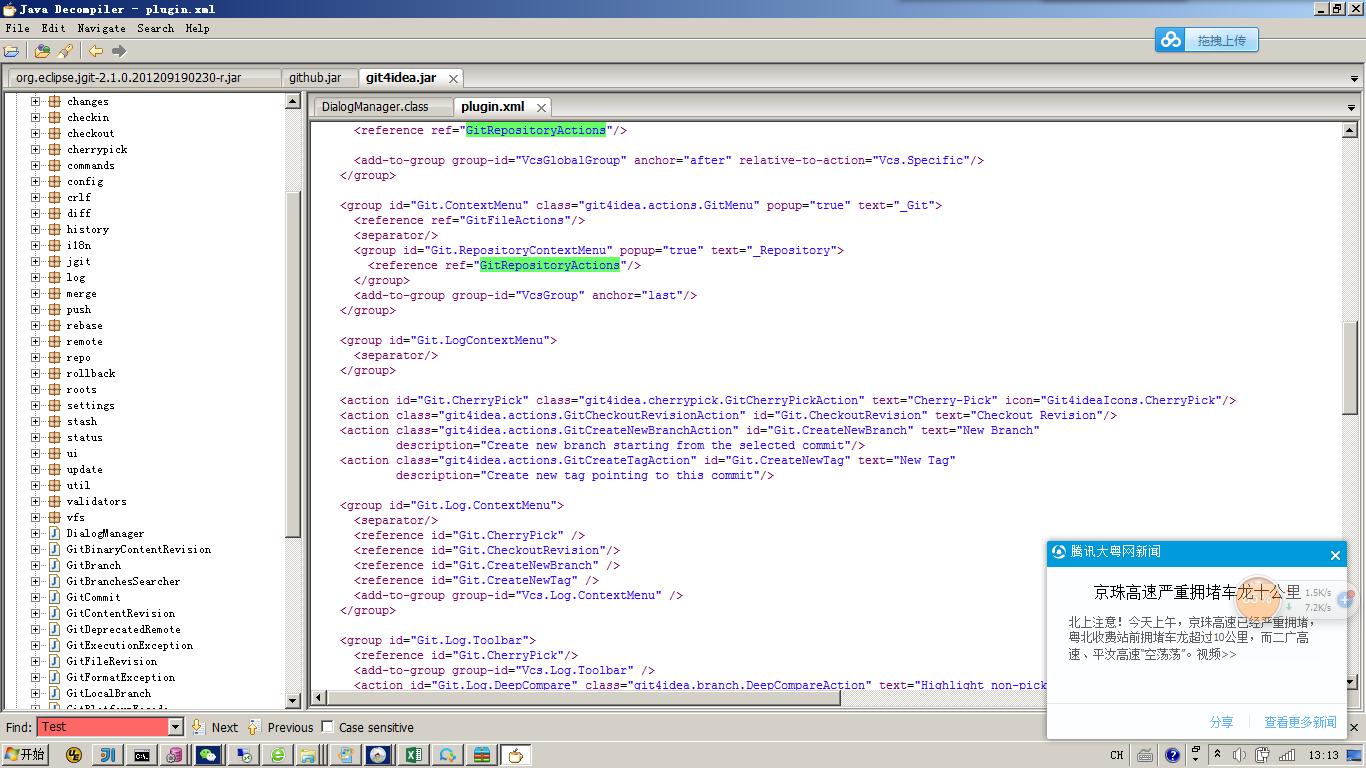 Java Decompiler - plugin.xml
File Edit Navigate Search Help
拖拽上传
org.eclipse.jgit-2.1.0.201209190230-r.jar
github.jar
git4idea.jar
changes
checkin
checkout
cherrypick
commands
config
crlf
diff
history
i18n
jgit
log
merge
push
rebase
remote
repo
rollback
roots
settings
stash
status
ui
update
util
validators
vfs
DialogManager
GitBinaryContentRevision
GitBranch
GitBranchesSearcher
GitCommit
GitContentRevision
GitDeprecatedRemote
GitExecutionException
GitFileRevision
GitFormatException
GitLocalBranch
DialogManager.class
plugin.xml
<reference ref="GitRepositoryActions"/>
<add-to-group group-id="VcsGlobalGroup" anchor="after" relative-to-action="Vcs.Specific"/>
</group>
<group id="Git.ContextMenu" class="git4idea.actions.GitMenu" popup="true" text="_Git">
<reference ref="GitFileActions"/>
<separator/>
<group id="Git.RepositoryContextMenu" popup="true" text="_Repository">
<reference ref="GitRepositoryActions"/>
</group>
<add-to-group group-id="VcsGroup" anchor="last"/>
</group>
<group id="Git.LogContextMenu">
<separator/>
</group>
<action id="Git.CherryPick" class="git4idea.cherrypick.GitCherryPickAction" text="Cherry-Pick" icon="Git4ideaIcons.CherryPick"/>
<action class="git4idea.actions.GitCheckoutRevisionAction" id="Git.CheckoutRevision" text="Checkout Revision"/>
<action class="git4idea.actions.GitCreateNewBranchAction" id="Git.CreateNewBranch" text="New Branch"
description="Create new branch starting from the selected commit"/>
<action class="git4idea.actions.GitCreateTagAction" id="Git.CreateNewTag" text="New Tag"
description="Create new tag pointing to this commit"/>
<group id="Git.Log.ContextMenu">
<separator/>
<reference id="Git.CherryPick" />
<reference id="Git.CheckoutRevision"/>
<reference id="Git.CreateNewBranch" />
<reference id="Git.CreateNewTag" />
<add-to-group group-id="Vcs.Log.ContextMenu" />
</group>
<group id="Git.Log.Toolbar">
<reference id="Git.CherryPick"/>
<add-to-group group-id="Vcs.Log.Toolbar" />
<action id="Git.Log.DeepCompare" class="git4idea.branch.DeepCompareAction" text="Highlight non-pick
腾讯大粤网新闻
京珠高速严重拥堵车龙十公里
1.5K/s
7.2K/s
北上注意！今天上午，京珠高速已经严重拥堵，
粤北收费站前拥堵车龙超过10公里，而二广高
速、平汝高速“空荡荡”。视频>>
分享
查看更多新闻
Find: Test Next Previous Case sensitive
开始
CH
13:13